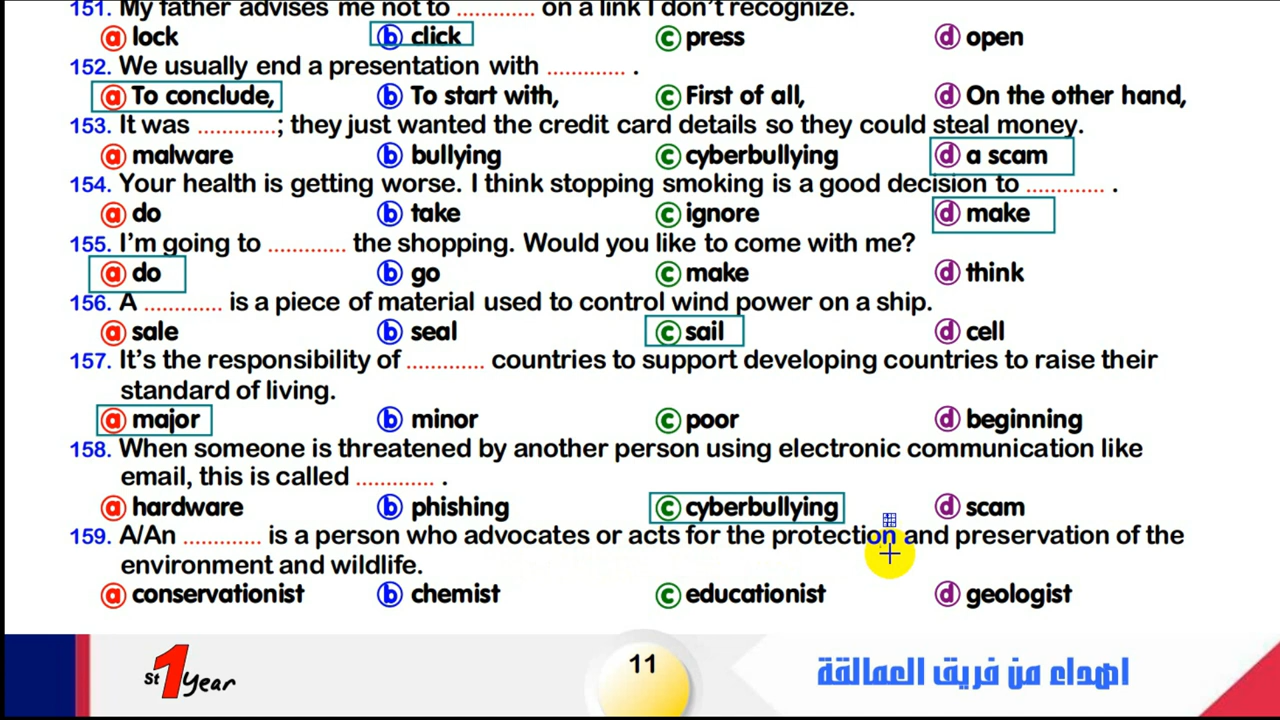 151. My father advises me not to ............ on a link I don't recognize.
ⓐ lock ⓑ click ⓒ press ⓓ open
152. We usually end a presentation with ............ .
ⓐ To conclude, ⓑ To start with, ⓒ First of all, ⓓ On the other hand,
153. It was ............; they just wanted the credit card details so they could steal money.
ⓐ malware ⓑ bullying ⓒ cyberbullying ⓓ a scam
154. Your health is getting worse. I think stopping smoking is a good decision to ............ .
ⓐ do ⓑ take ⓒ ignore ⓓ make
155. I'm going to ............ the shopping. Would you like to come with me?
ⓐ do ⓑ go ⓒ make ⓓ think
156. A ............ is a piece of material used to control wind power on a ship.
ⓐ sale ⓑ seal ⓒ sail ⓓ cell
157. It's the responsibility of ............ countries to support developing countries to raise their
standard of living.
ⓐ major ⓑ minor ⓒ poor ⓓ beginning
158. When someone is threatened by another person using electronic communication like
email, this is called ............ .
ⓐ hardware ⓑ phishing ⓒ cyberbullying ⓓ scam
159. A/An ............ is a person who advocates or acts for the protection and preservation of the
environment and wildlife.
ⓐ conservationist ⓑ chemist ⓒ educationist ⓓ geologist
1st Year
11
اهداء من فريق العمالقة